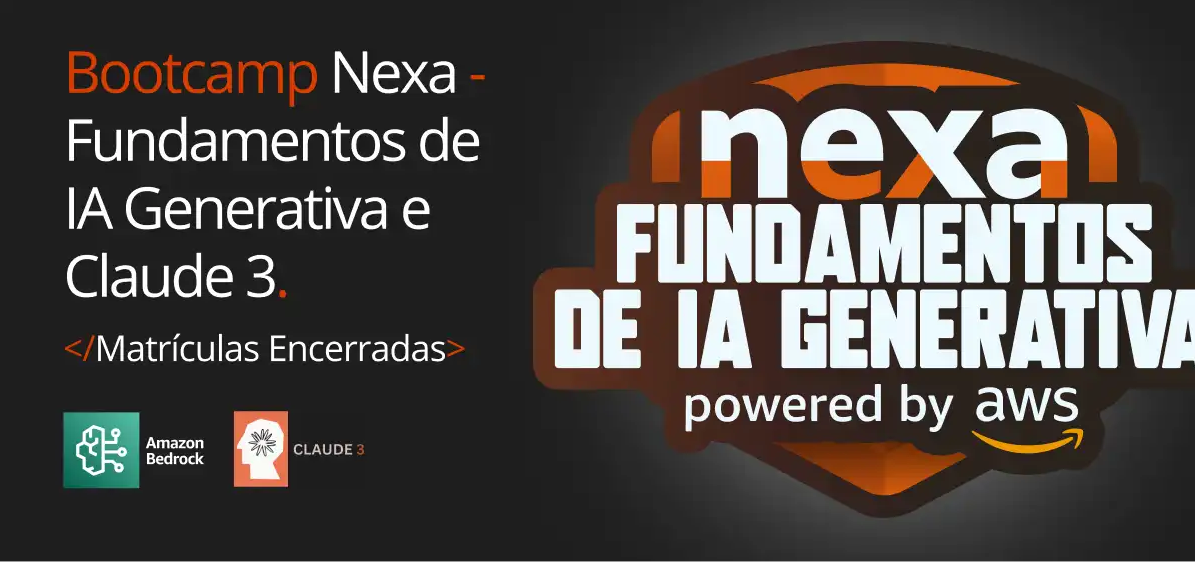 Bootcamp Nexa -
Fundamentos de
IA Generativa e
Claude 3.
</Matrículas Encerradas>
Amazon
Bedrock
CLAUDE 3
nexa
FUNDAMENTOS
DE IA GENERATIVA
powered by aws